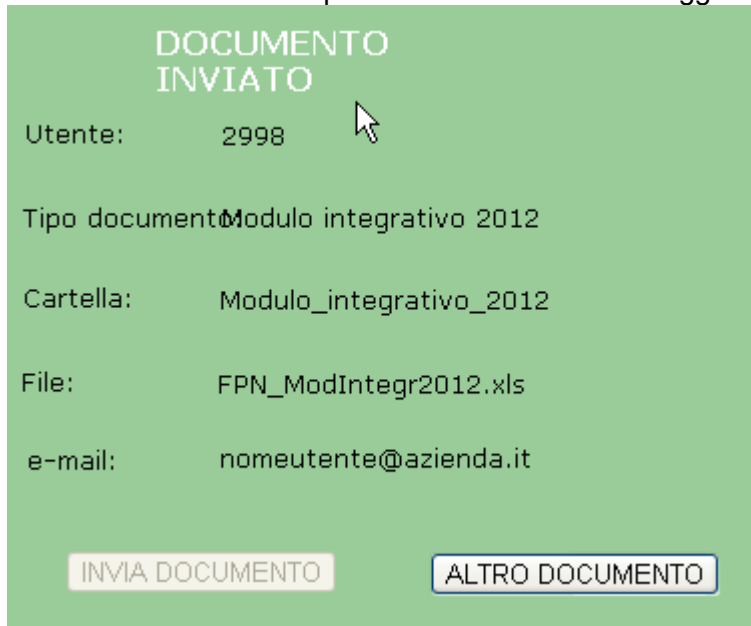 DOCUMENTO
INVIATO
Utente: 2998
Tipo documento: Modulo integrativo 2012
Cartella: Modulo_integrativo_2012
File: FPN_ModIntegr2012.xls
e-mail: nomeutente@azienda.it
INVIA DOCUMENTO ALTRO DOCUMENTO